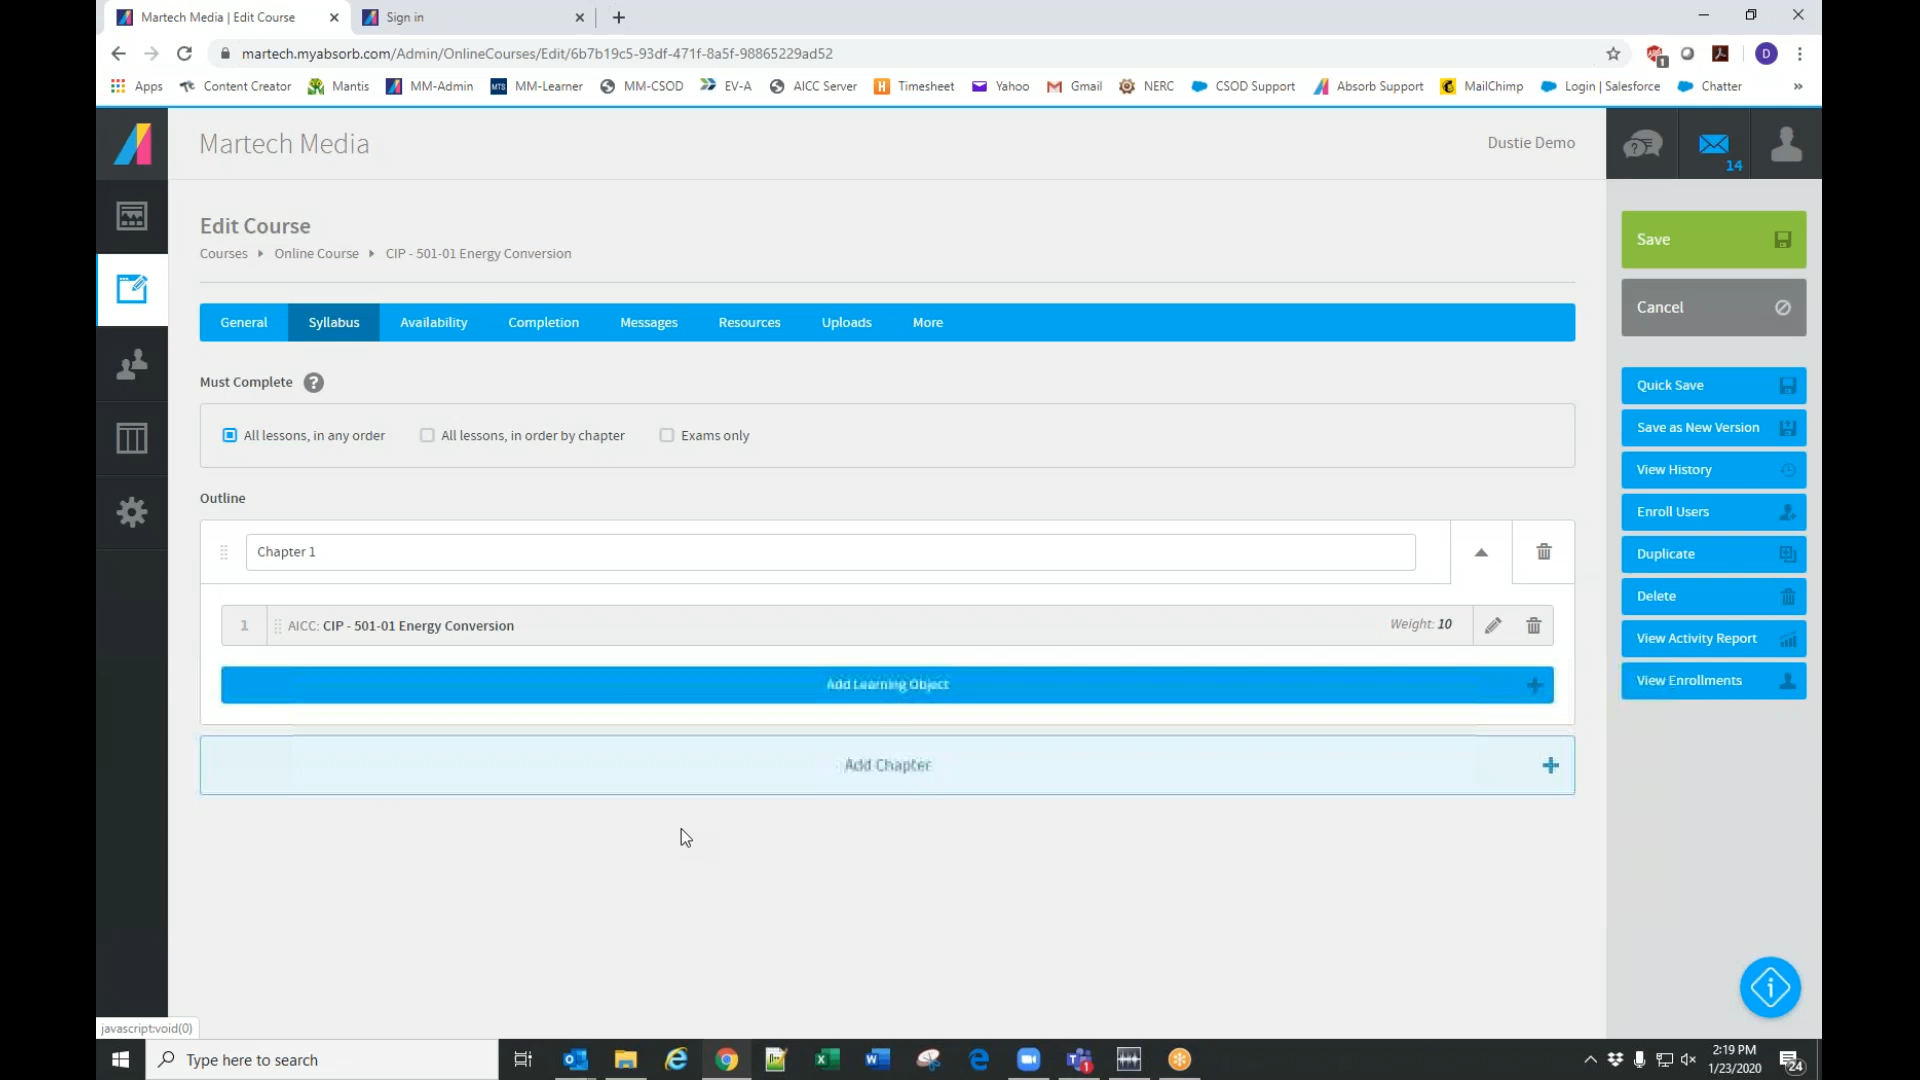 Martech Media | Edit Course
Sign in
martech.myabsorb.com/Admin/OnlineCourses/Edit/6b7b19c5-93df-471f-8a5f-98865229ad52
1
D
Apps
Content Creator
Mantis
MM-Admin
MTS
MM-Learner
MM-CSOD
EV-A
AICC Server
H
Timesheet
Yahoo
Gmail
NERC
CSOD Support
Absorb Support
MailChimp
Login | Salesforce
Chatter
»
Martech Media
Dustie Demo
?
14
Edit Course
Courses
Online Course
CIP - 501-01 Energy Conversion
General
Syllabus
Availability
Completion
Messages
Resources
Uploads
More
Must Complete
?
All lessons, in any order
All lessons, in order by chapter
Exams only
Outline
Chapter 1
1
AICC: CIP - 501-01 Energy Conversion
Weight: 10
Add Learning Object
Add Chapter
Save
Cancel
Quick Save
Save as New Version
View History
Enroll Users
Duplicate
Delete
View Activity Report
View Enrollments
i
javascript:void(0)
Type here to search
1
2:19 PM
1/23/2020
24